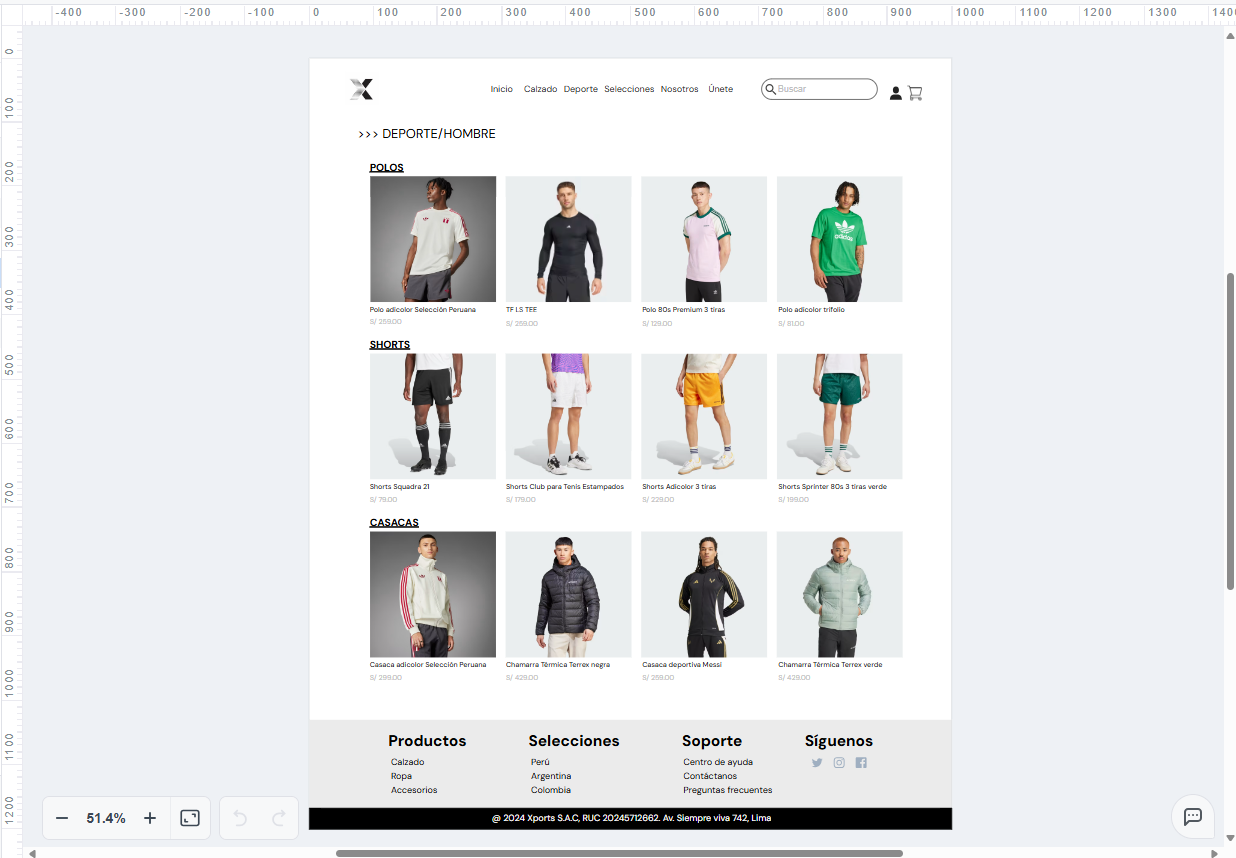 -400 -300 -200 -100 0 100 200 300 400 500 600 700 800 900 1000 1100 1200 1300 1400
0 100 200 300 400 500 600 700 800 900 1000 1100 1200
X
Inicio Calzado Deporte Selecciones Nosotros Únete
Buscar
>>> DEPORTE/HOMBRE
POLOS
adidas
Polo adicolor Selección Peruana TF LS TEE Polo 80s Premium 3 tiras Polo adicolor trifolio
S/ 259.00 S/ 259.00 S/ 129.00 S/ 81.00
SHORTS
Shorts Squadra 21 Shorts Club para Tenis Estampados Shorts Adicolor 3 tiras Shorts Sprinter 80s 3 tiras verde
S/ 79.00 S/ 179.00 S/ 229.00 S/ 199.00
CASACAS
Casaca adicolor Selección Peruana Chamarra Térmica Terrex negra Casaca deportiva Messi Chamarra Térmica Terrex verde
S/ 299.00 S/ 429.00 S/ 259.00 S/ 429.00
Productos Selecciones Soporte Síguenos
Calzado Perú Centro de ayuda
Ropa Argentina Contáctanos
Accesorios Colombia Preguntas frecuentes
@ 2024 Xports S.A.C, RUC 20245712662. Av. Siempre viva 742, Lima
51.4%